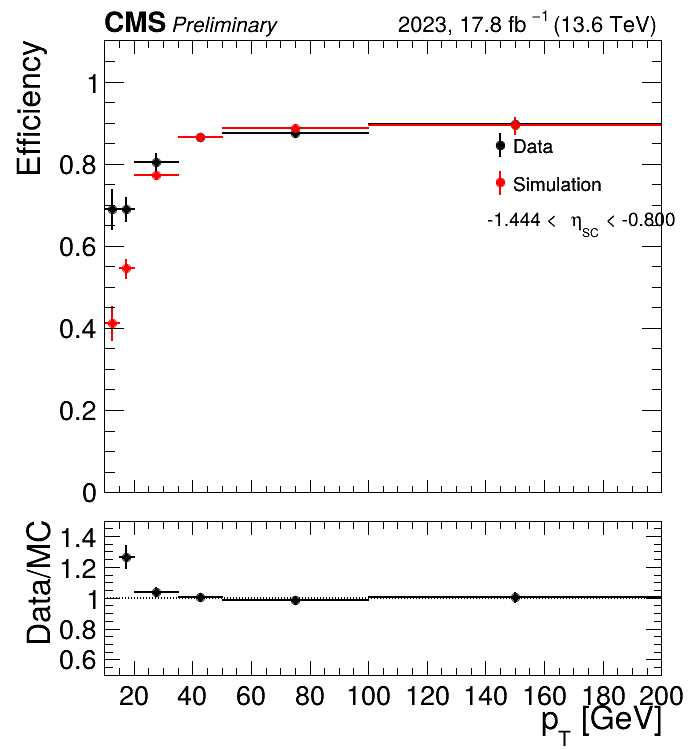 CMS Preliminary 2023, 17.8 fb⁻¹ (13.6 TeV)
Efficiency
1
0.8
0.6
0.4
0.2
0
Data
Simulation
-1.444 < η_SC < -0.800
Data/MC
1.4
1.2
1
0.8
0.6
20 40 60 80 100 120 140 160 180 200
p_T [GeV]